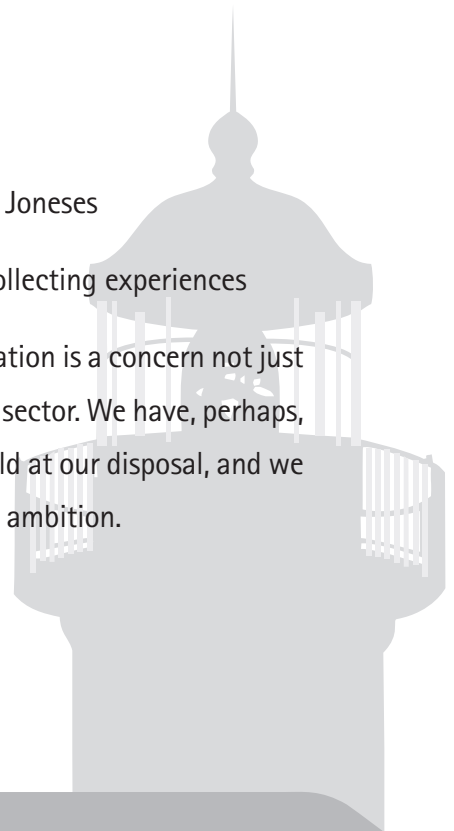 Joneses
ollecting experiences
ation is a concern not just
sector. We have, perhaps,
ld at our disposal, and we
ambition.